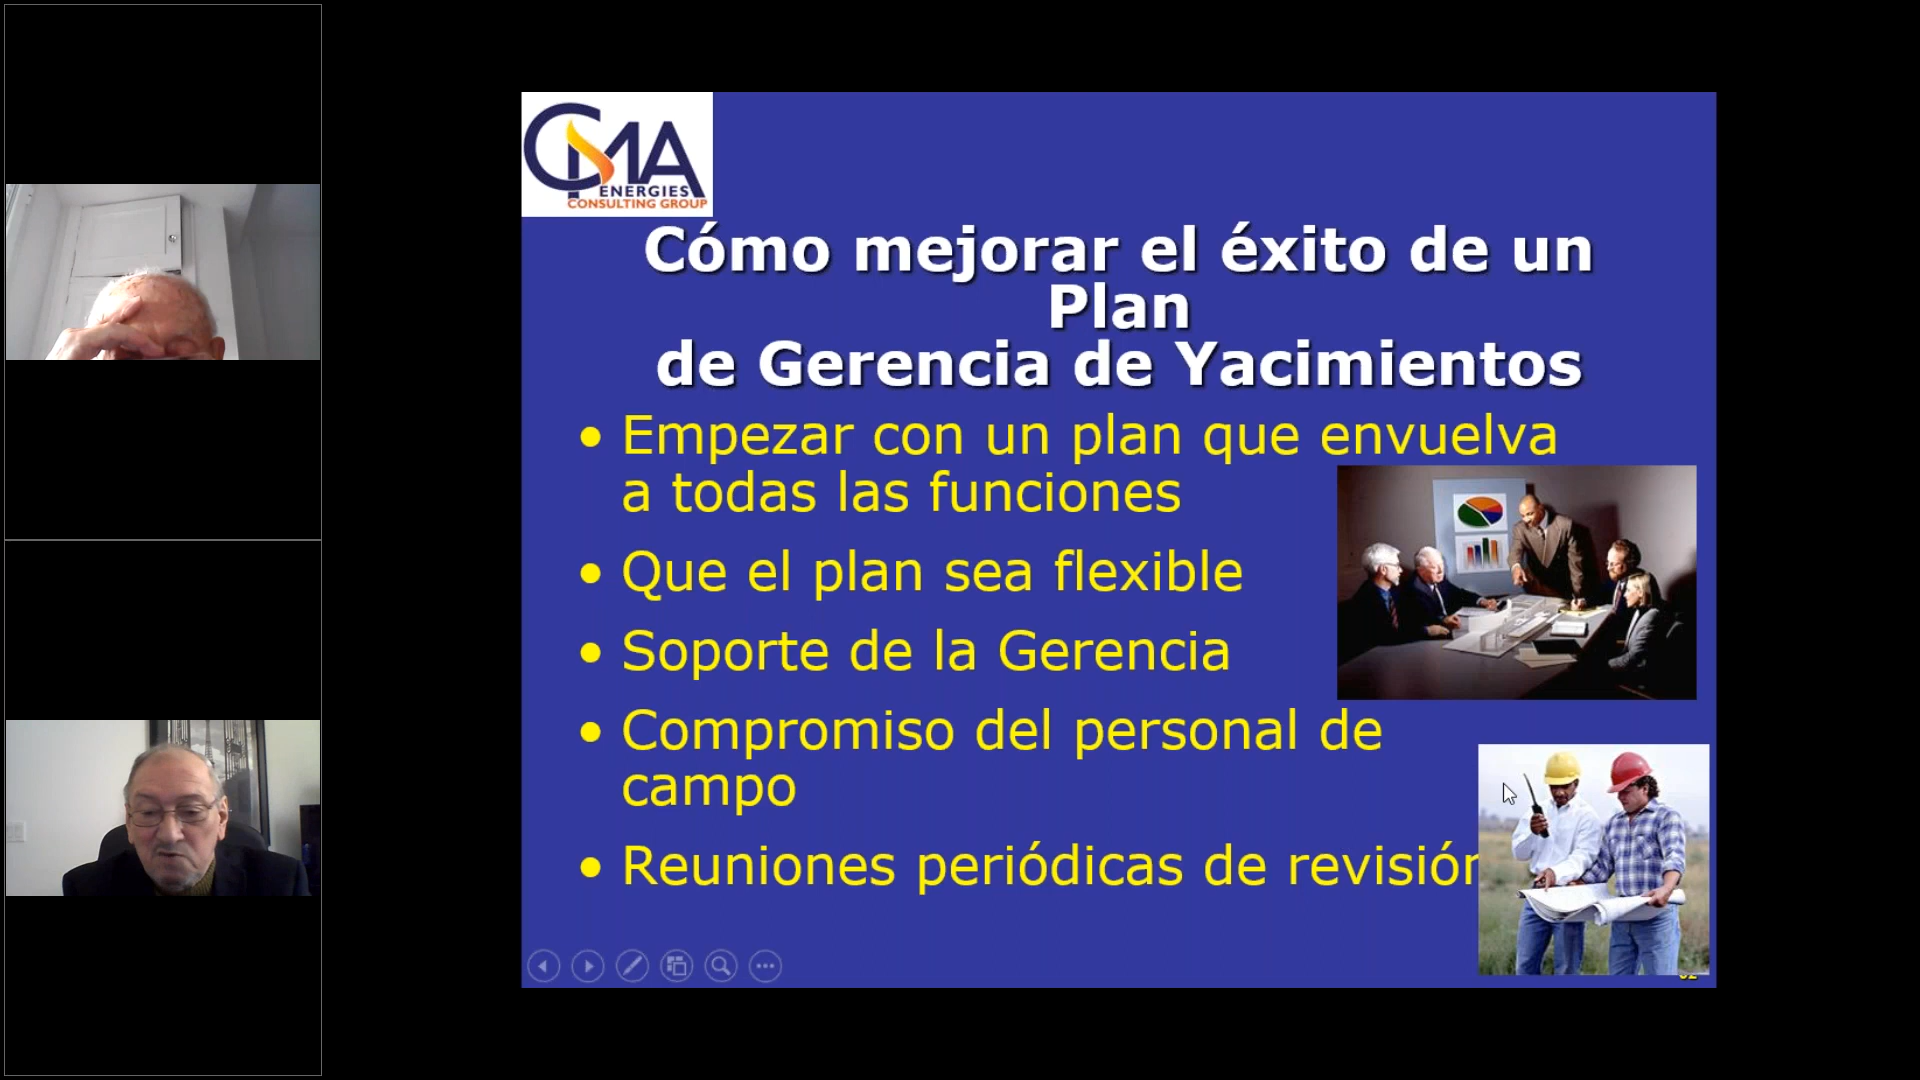 CMA
ENERGIES
CONSULTING GROUP
Cómo mejorar el éxito de un
Plan
de Gerencia de Yacimientos
• Empezar con un plan que envuelva
a todas las funciones
• Que el plan sea flexible
• Soporte de la Gerencia
• Compromiso del personal de
campo
• Reuniones periódicas de revisión